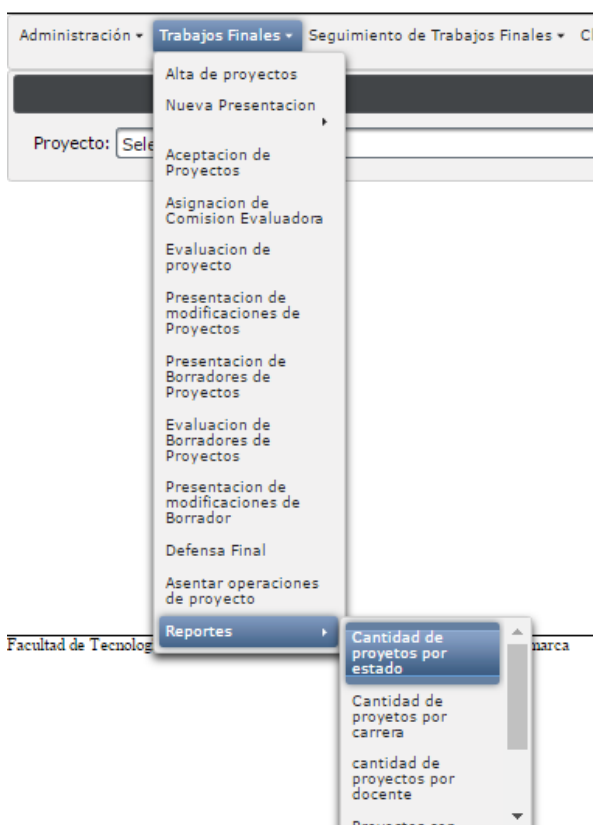 Administración Trabajos Finales Seguimiento de Trabajos Finales
Alta de proyectos
Nueva Presentacion
Proyecto:
Aceptacion de
Proyectos
Asignacion de
Comision Evaluadora
Evaluacion de
proyecto
Presentacion de
modificaciones de
Proyectos
Presentacion de
Borradores de
Proyectos
Evaluacion de
Borradores de
Proyectos
Presentacion de
modificaciones de
Borrador
Defensa Final
Asentar operaciones
de proyecto
Reportes
Facultad de Tecnolog marca
Cantidad de
proyetos por
estado
Cantidad de
proyetos por
carrera
cantidad de
proyectos por
docente